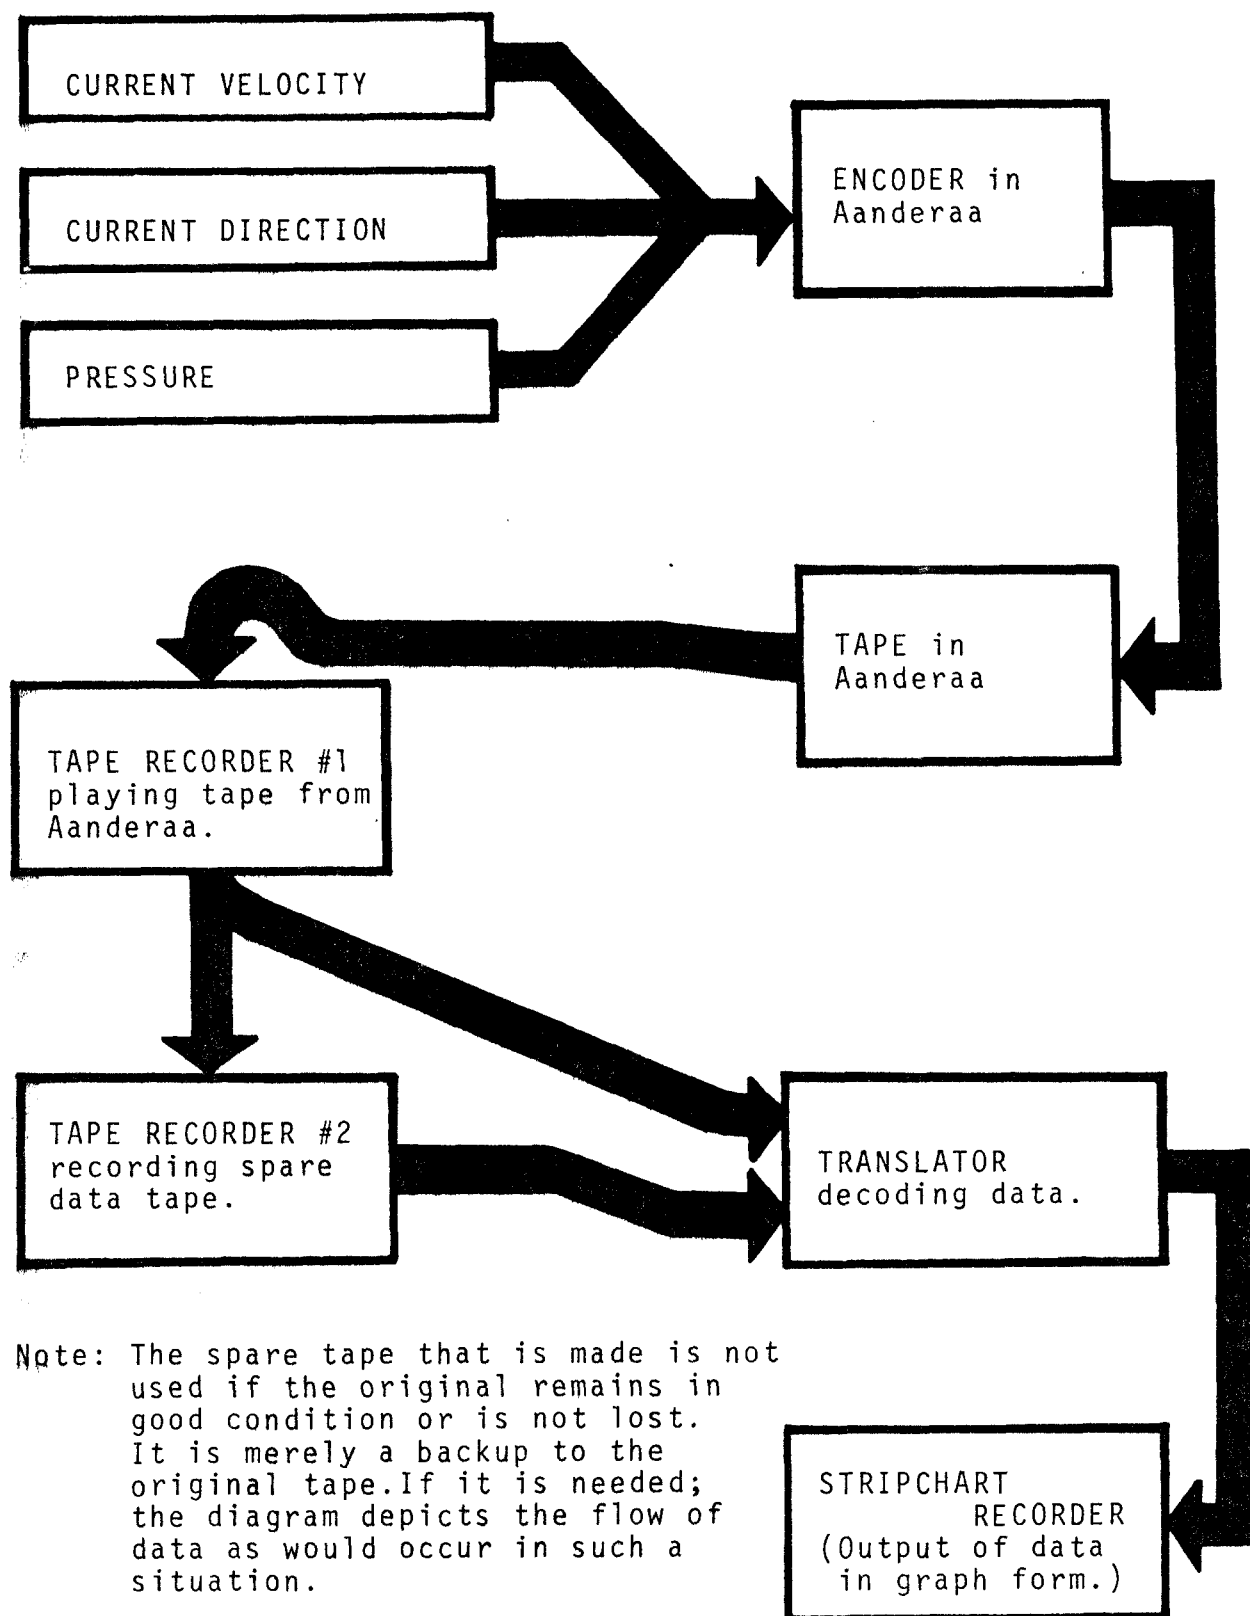 CURRENT VELOCITY
CURRENT DIRECTION
PRESSURE
ENCODER in
Aanderaa
TAPE in
Aanderaa
TAPE RECORDER #1
playing tape from
Aanderaa.
TAPE RECORDER #2
recording spare
data tape.
TRANSLATOR
decoding data.
STRIPCHART
RECORDER
(Output of data
in graph form.)
Note: The spare tape that is made is not
used if the original remains in
good condition or is not lost.
It is merely a backup to the
original tape.If it is needed;
the diagram depicts the flow of
data as would occur in such a
situation.